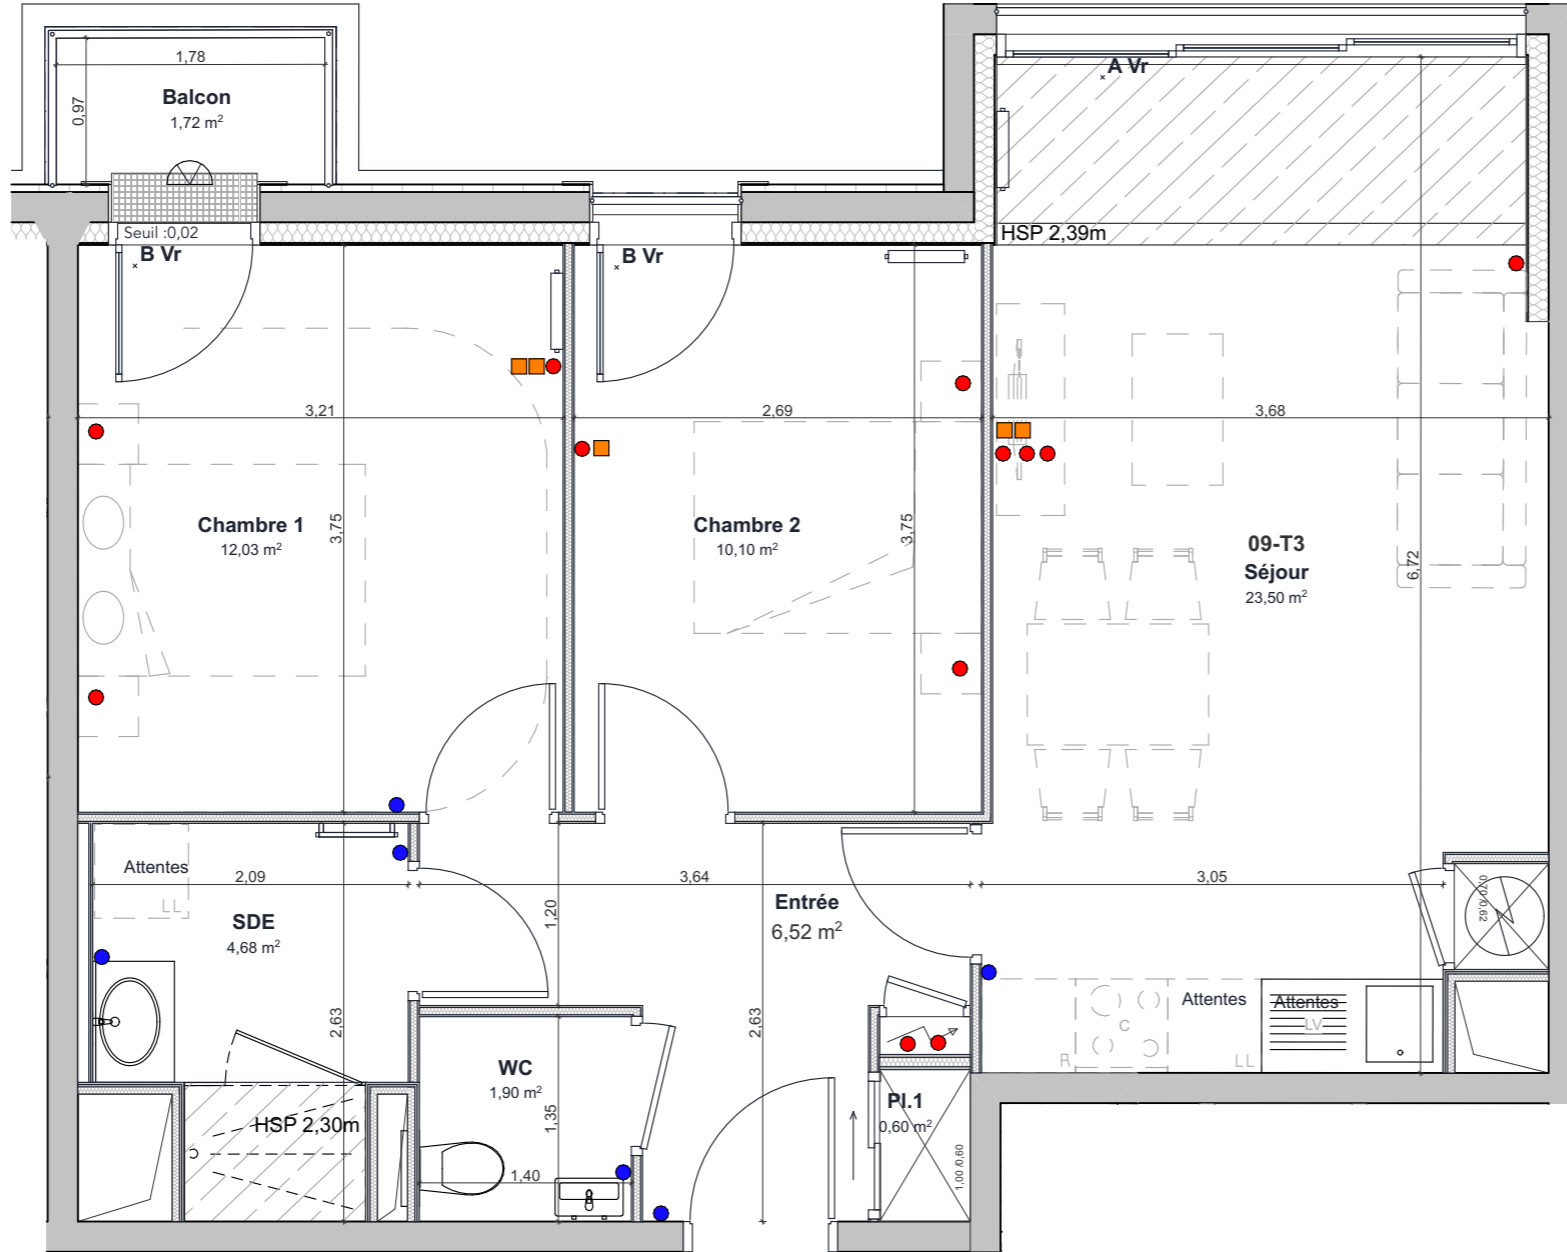 1,78
A Vr
Balcon
0,97
1,72 m²
Seuil :0,02
HSP 2,39m
B Vr
B Vr
3,21
2,69
3,68
Chambre 1
12,03 m²
3,75
Chambre 2
10,10 m²
3,75
09-T3
Séjour
23,50 m²
6,72
Attentes
LL
2,09
3,64
3,05
SDE
4,68 m²
1,20
Entrée
6,52 m²
0,70 /0,62
2,63
2,63
Attentes
Attentes
C
LV
R
LL
WC
1,90 m²
1,35
1,40
HSP 2,30m
Pl.1
0,60 m²
1,00 /0,60